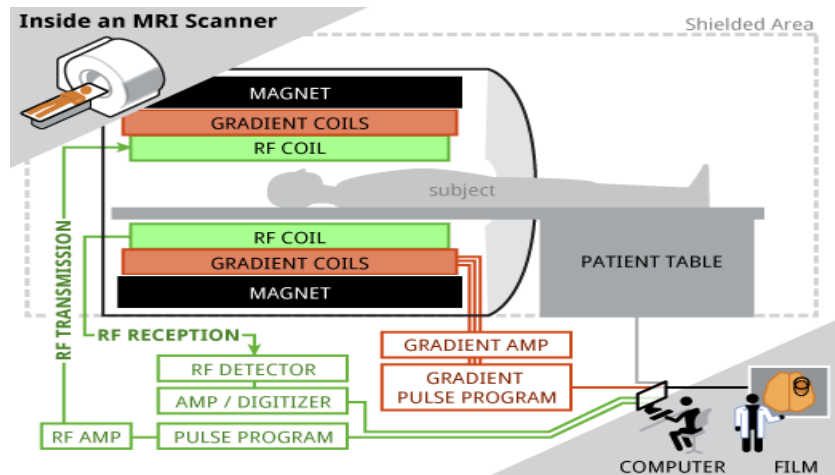 Inside an MRI Scanner
Shielded Area
MAGNET
GRADIENT COILS
RF COIL
subject
RF COIL
GRADIENT COILS
MAGNET
PATIENT TABLE
RF TRANSMISSION
RF RECEPTION
GRADIENT AMP
RF DETECTOR
GRADIENT
PULSE PROGRAM
AMP / DIGITIZER
RF AMP
PULSE PROGRAM
COMPUTER
FILM